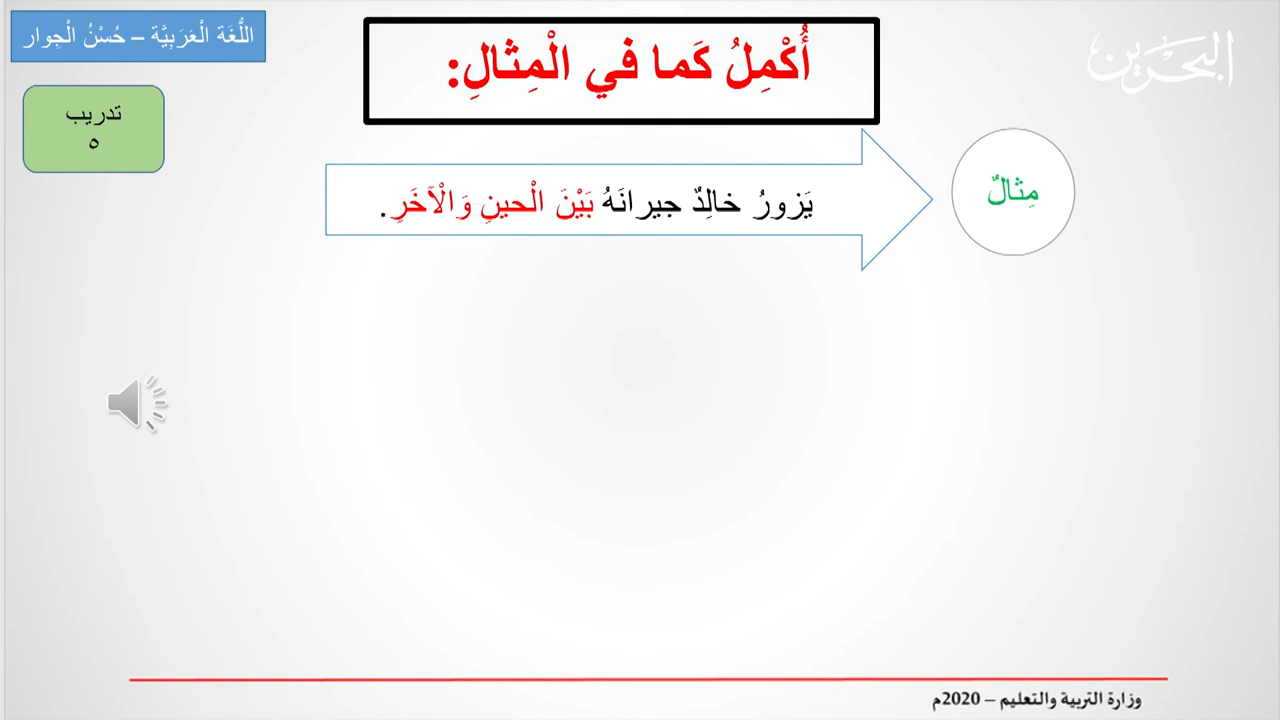 اللُّغَة الْعَرَبِيَّة – حُسْنُ الْجِوار
البحرين
أُكْمِلُ كَما في الْمِثالِ:
تدريب
٥
مِثالٌ
يَزورُ خالِدٌ جيرانَهُ بَيْنَ الْحينِ وَالْآخَرِ.
وزارة التربية والتعليم – 2020م